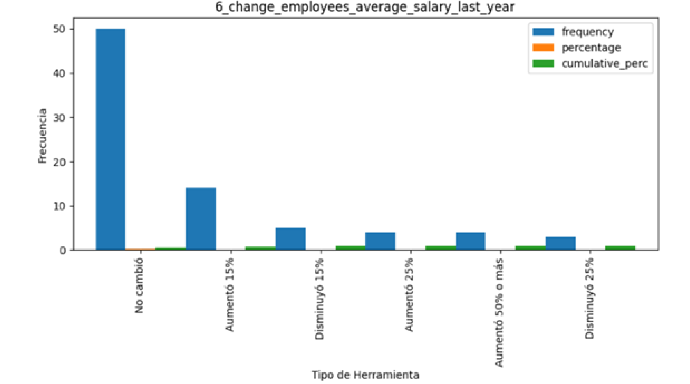 6_change_employees_average_salary_last_year
frequency
percentage
cumulative_perc
50
40
30
20
10
0
Frecuencia
No cambió
Aumentó 15%
Disminuyó 15%
Aumentó 25%
Aumentó 50% o más
Disminuyó 25%
Tipo de Herramienta